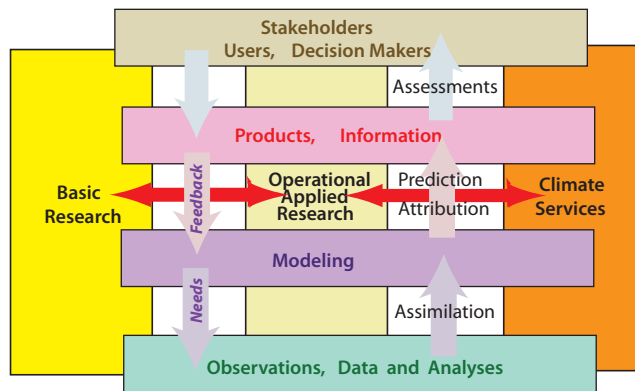 Stakeholders
Users, Decision Makers
Assessments
Products, Information
Basic
Research
Feedback
Operational
Applied
Research
Prediction
Attribution
Climate
Services
Modeling
Needs
Assimilation
Observations, Data and Analyses